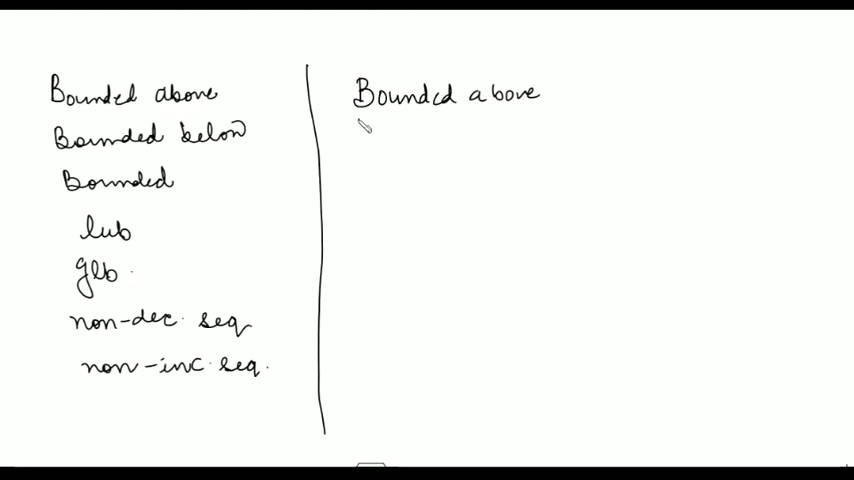 Bounded above
Bounded below
Bounded
lub
glb.
non-dec. seq
non-inc. seq.
Bounded above